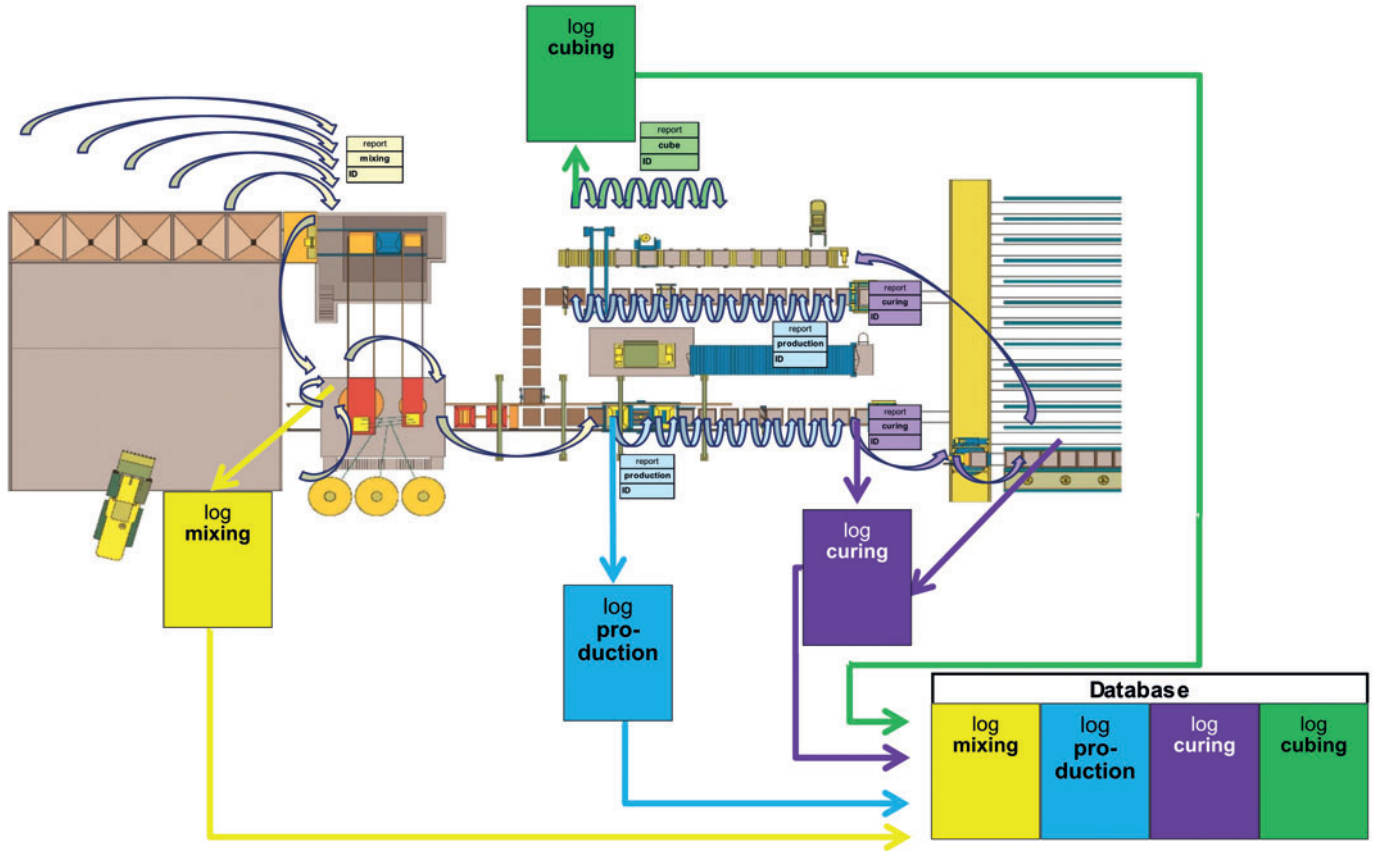 log
cubing
report
mixing
ID
report
cube
ID
report
curing
ID
report
production
ID
report
curing
ID
report
production
ID
log
mixing
log
curing
log
pro-
duction
Database
log
mixing
log
pro-
duction
log
curing
log
cubing